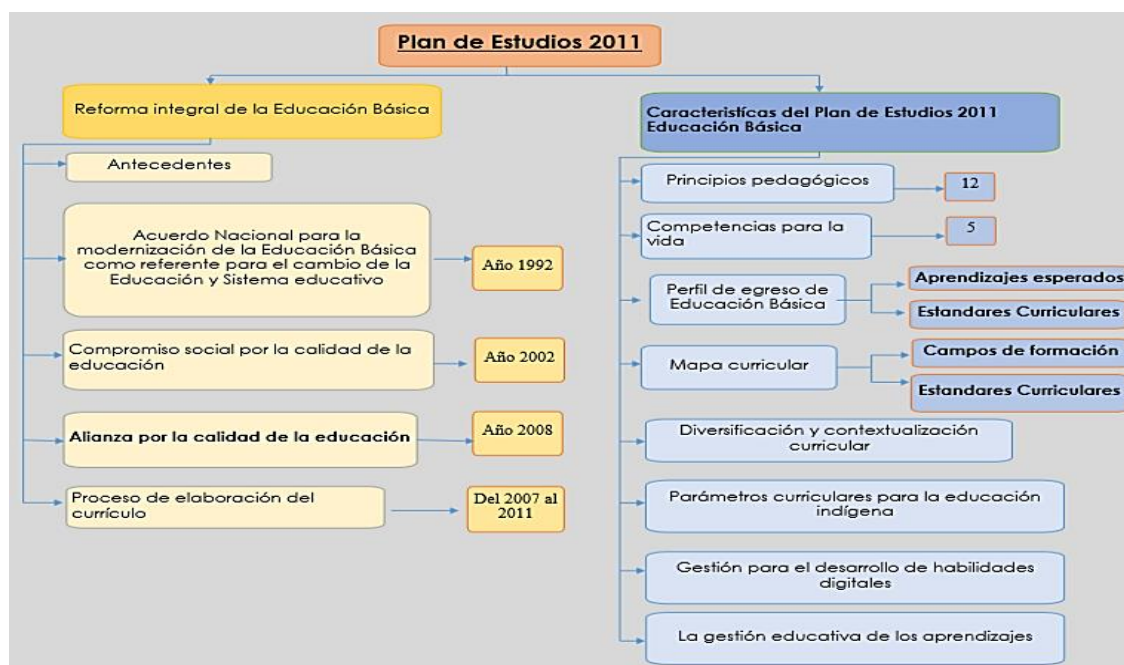 Plan de Estudios 2011
Reforma integral de la Educación Básica
Antecedentes
Acuerdo Nacional para la
modernización de la Educación Básica
como referente para el cambio de la
Educación y Sistema educativo
Año 1992
Compromiso social por la calidad de la
educación
Año 2002
Alianza por la calidad de la educación
Año 2008
Proceso de elaboración del
currículo
Del 2007 al
2011
Caracteristícas del Plan de Estudios 2011
Educación Básica
Principios pedagógicos
12
Competencias para la
vida
5
Perfil de egreso de
Educación Básica
Aprendizajes esperados
Estandares Curriculares
Mapa curricular
Campos de formación
Estandares Curriculares
Diversificación y contextualización
curricular
Parámetros curriculares para la educación
indígena
Gestión para el desarrollo de habilidades
digitales
La gestión educativa de los aprendizajes